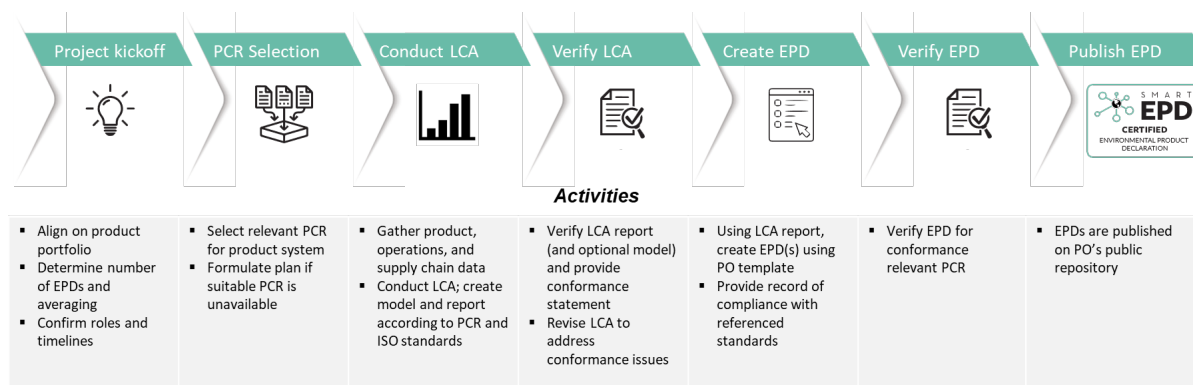 Project kickoff
PCR Selection
Conduct LCA
Verify LCA
Create EPD
Verify EPD
Publish EPD
SMART
EPD
CERTIFIED
ENVIRONMENTAL PRODUCT
DECLARATION
Activities
▪ Align on product
portfolio
▪ Determine number
of EPDs and
averaging
▪ Confirm roles and
timelines
▪ Select relevant PCR
for product system
▪ Formulate plan if
suitable PCR is
unavailable
▪ Gather product,
operations, and
supply chain data
▪ Conduct LCA; create
model and report
according to PCR and
ISO standards
▪ Verify LCA report
(and optional model)
and provide
conformance
statement
▪ Revise LCA to
address
conformance issues
▪ Using LCA report,
create EPD(s) using
PO template
▪ Provide record of
compliance with
referenced
standards
▪ Verify EPD for
conformance
relevant PCR
▪ EPDs are published
on PO's public
repository